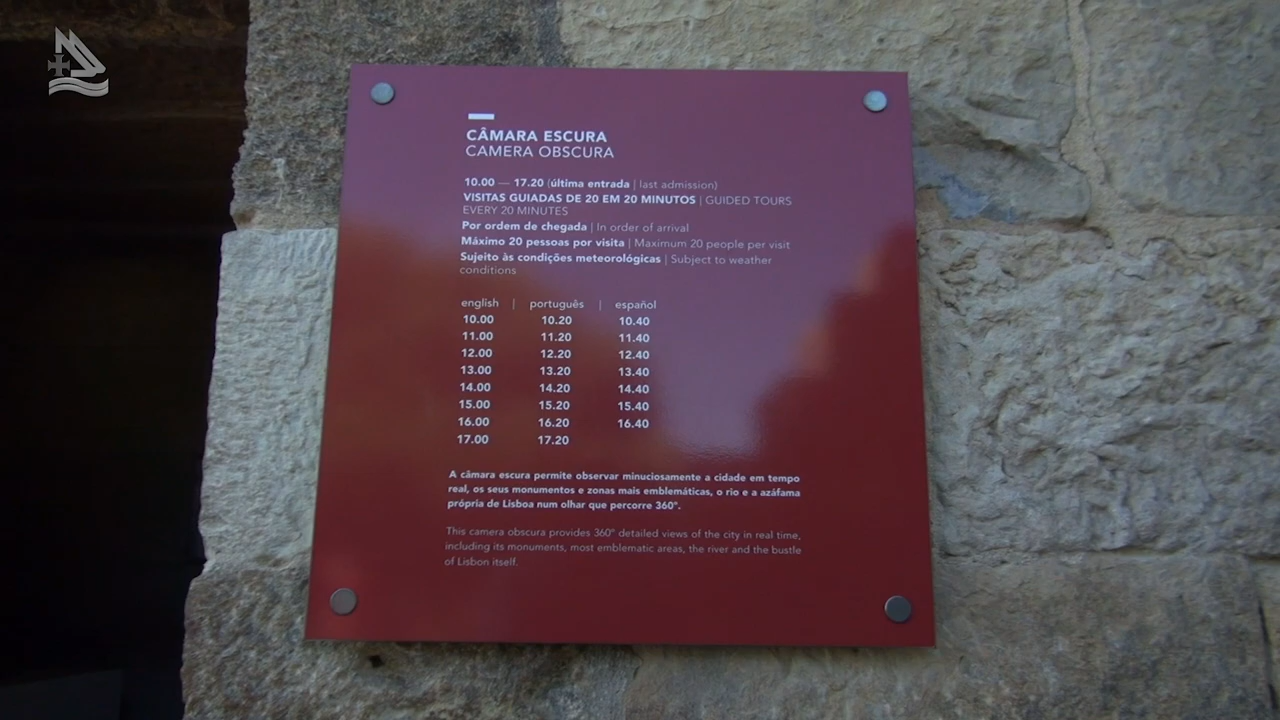 CÂMARA ESCURA
CAMERA OBSCURA
10.00 — 17.20 (última entrada | last admission)
VISITAS GUIADAS DE 20 EM 20 MINUTOS | GUIDED TOURS
EVERY 20 MINUTES
Por ordem de chegada | In order of arrival
Máximo 20 pessoas por visita | Maximum 20 people per visit
Sujeito às condições meteorológicas | Subject to weather
conditions
english | português | español
10.00 10.20 10.40
11.00 11.20 11.40
12.00 12.20 12.40
13.00 13.20 13.40
14.00 14.20 14.40
15.00 15.20 15.40
16.00 16.20 16.40
17.00 17.20
A câmara escura permite observar minuciosamente a cidade em tempo
real, os seus monumentos e zonas mais emblemáticas, o rio e a azáfama
própria de Lisboa num olhar que percorre 360º.
This camera obscura provides 360º detailed views of the city in real time,
including its monuments, most emblematic areas, the river and the bustle
of Lisbon itself.